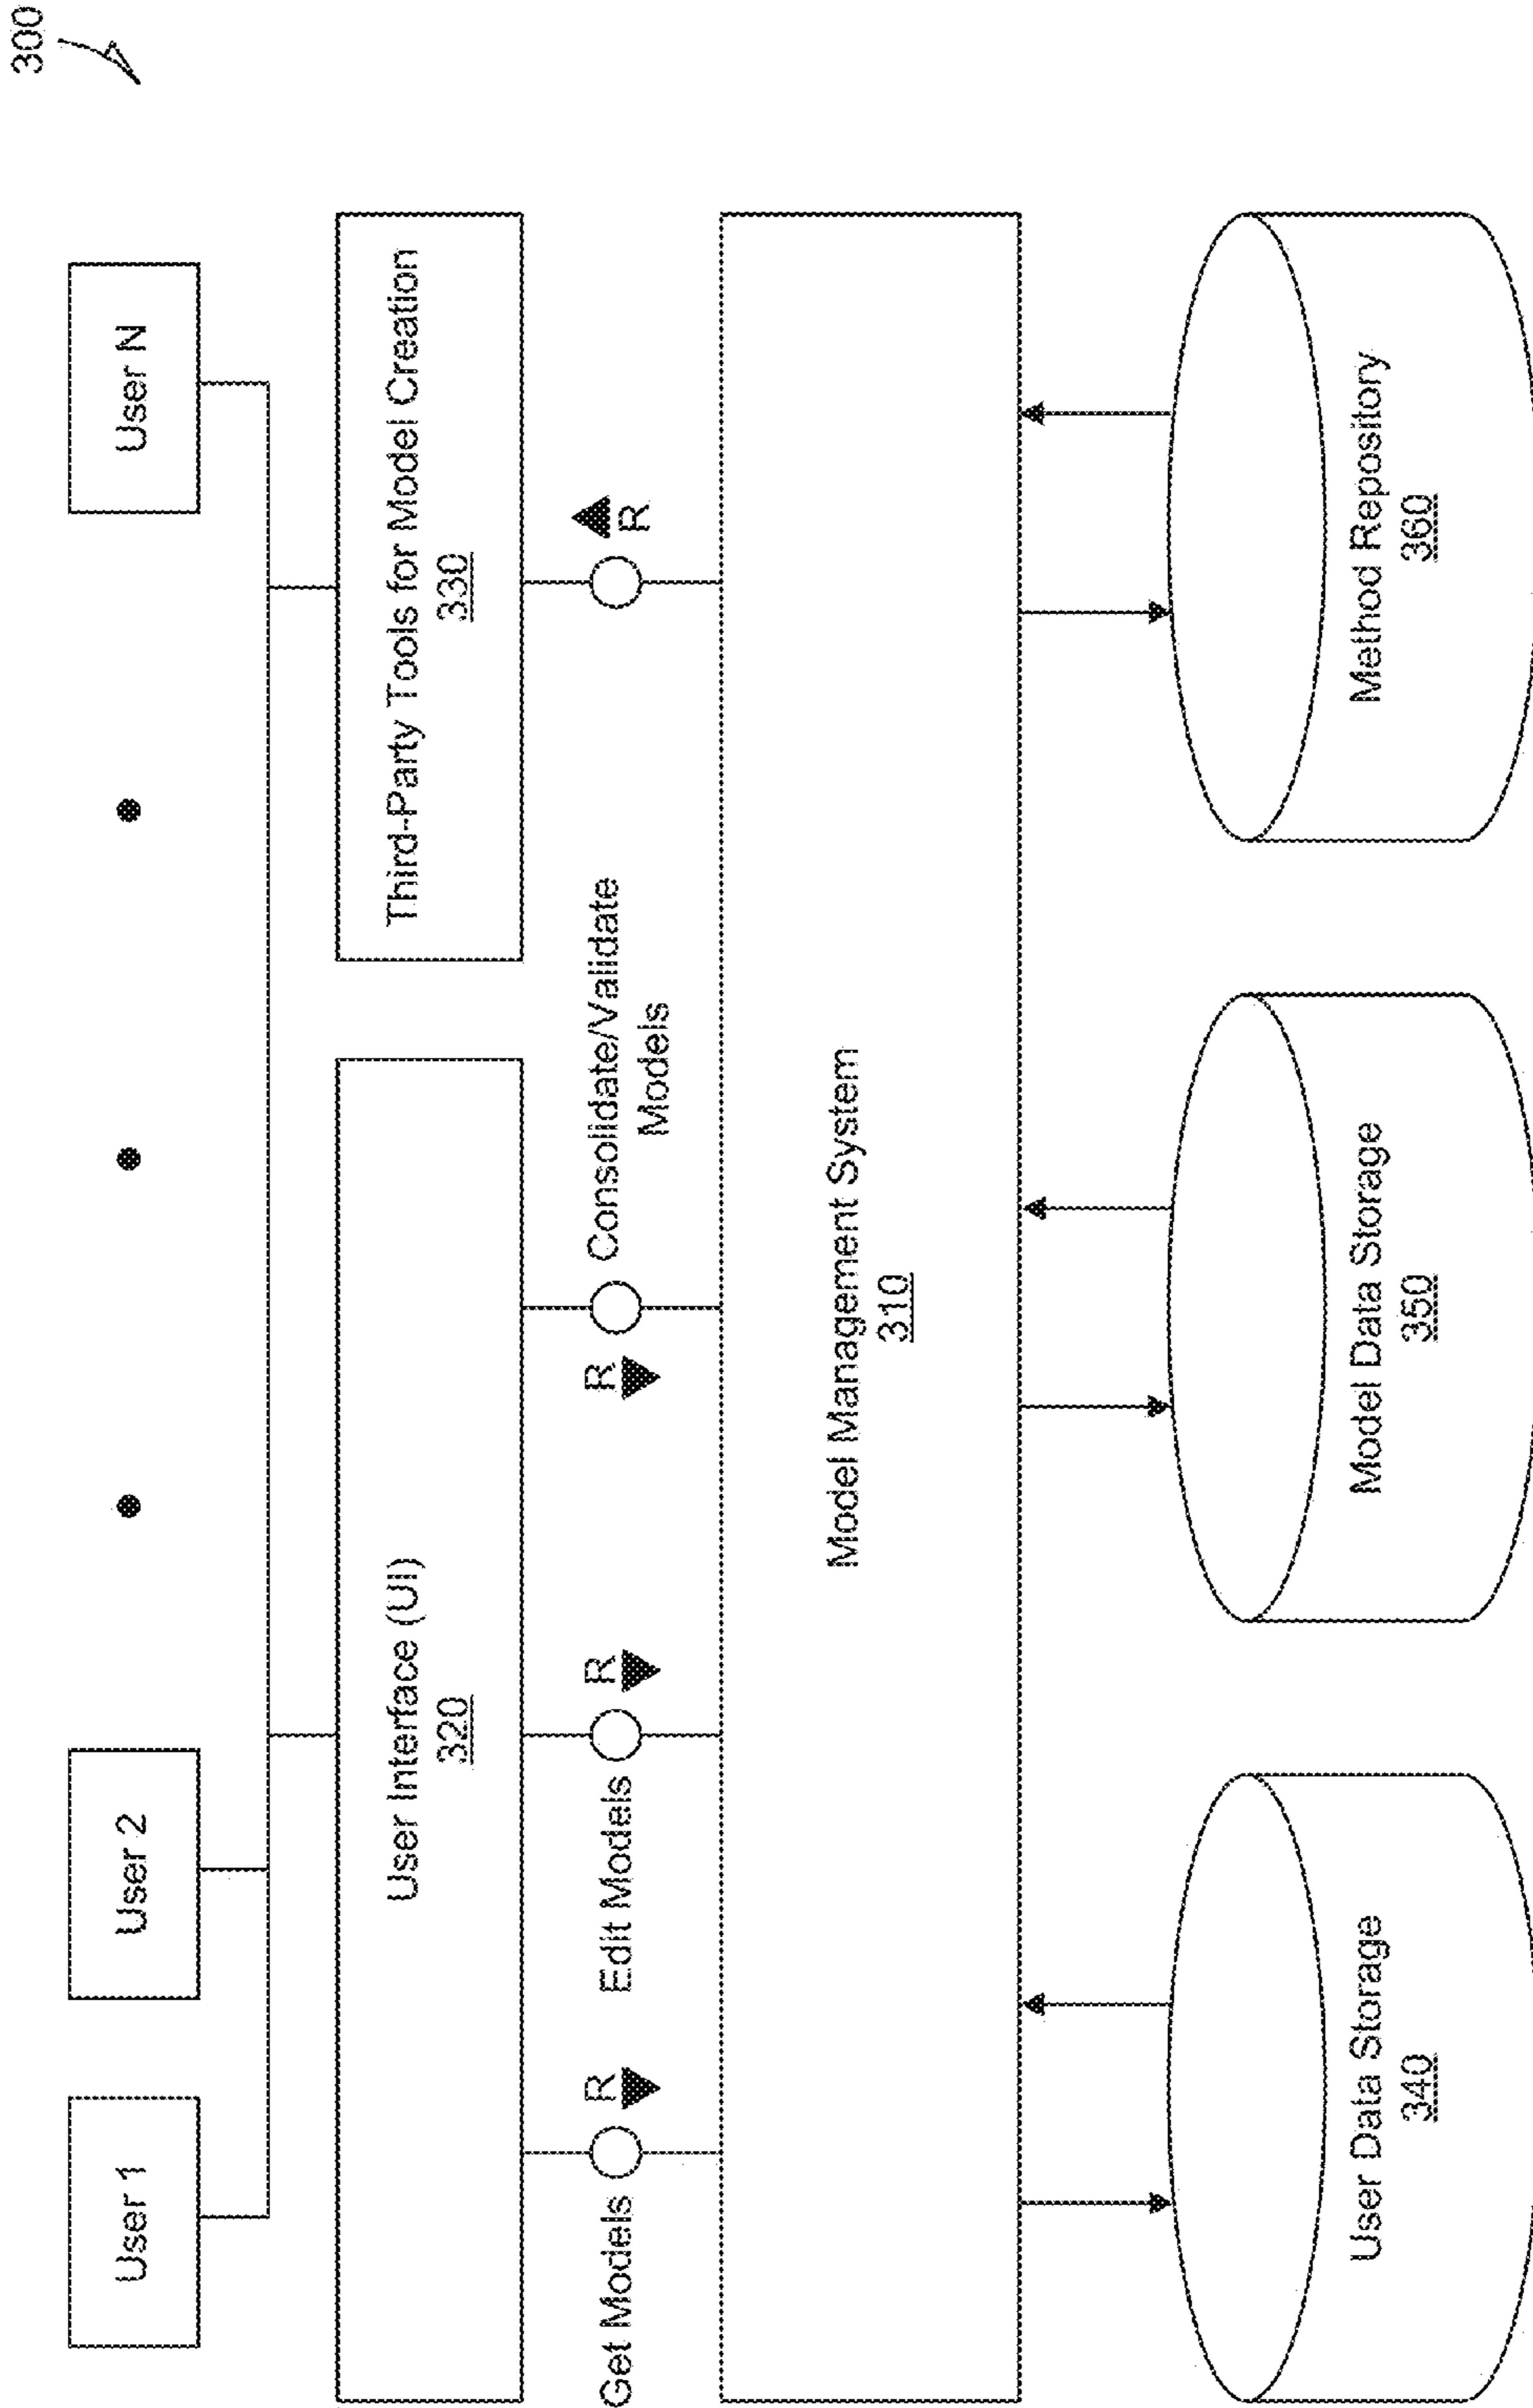 300
User 1
User 2
User N
User Interface (UI)
320
Third-Party Tools for Model Creation
330
Get Models
R
Edit Models
R
R
Consolidate/Validate
Models
R
Model Management System
310
User Data Storage
340
Model Data Storage
350
Method Repository
360